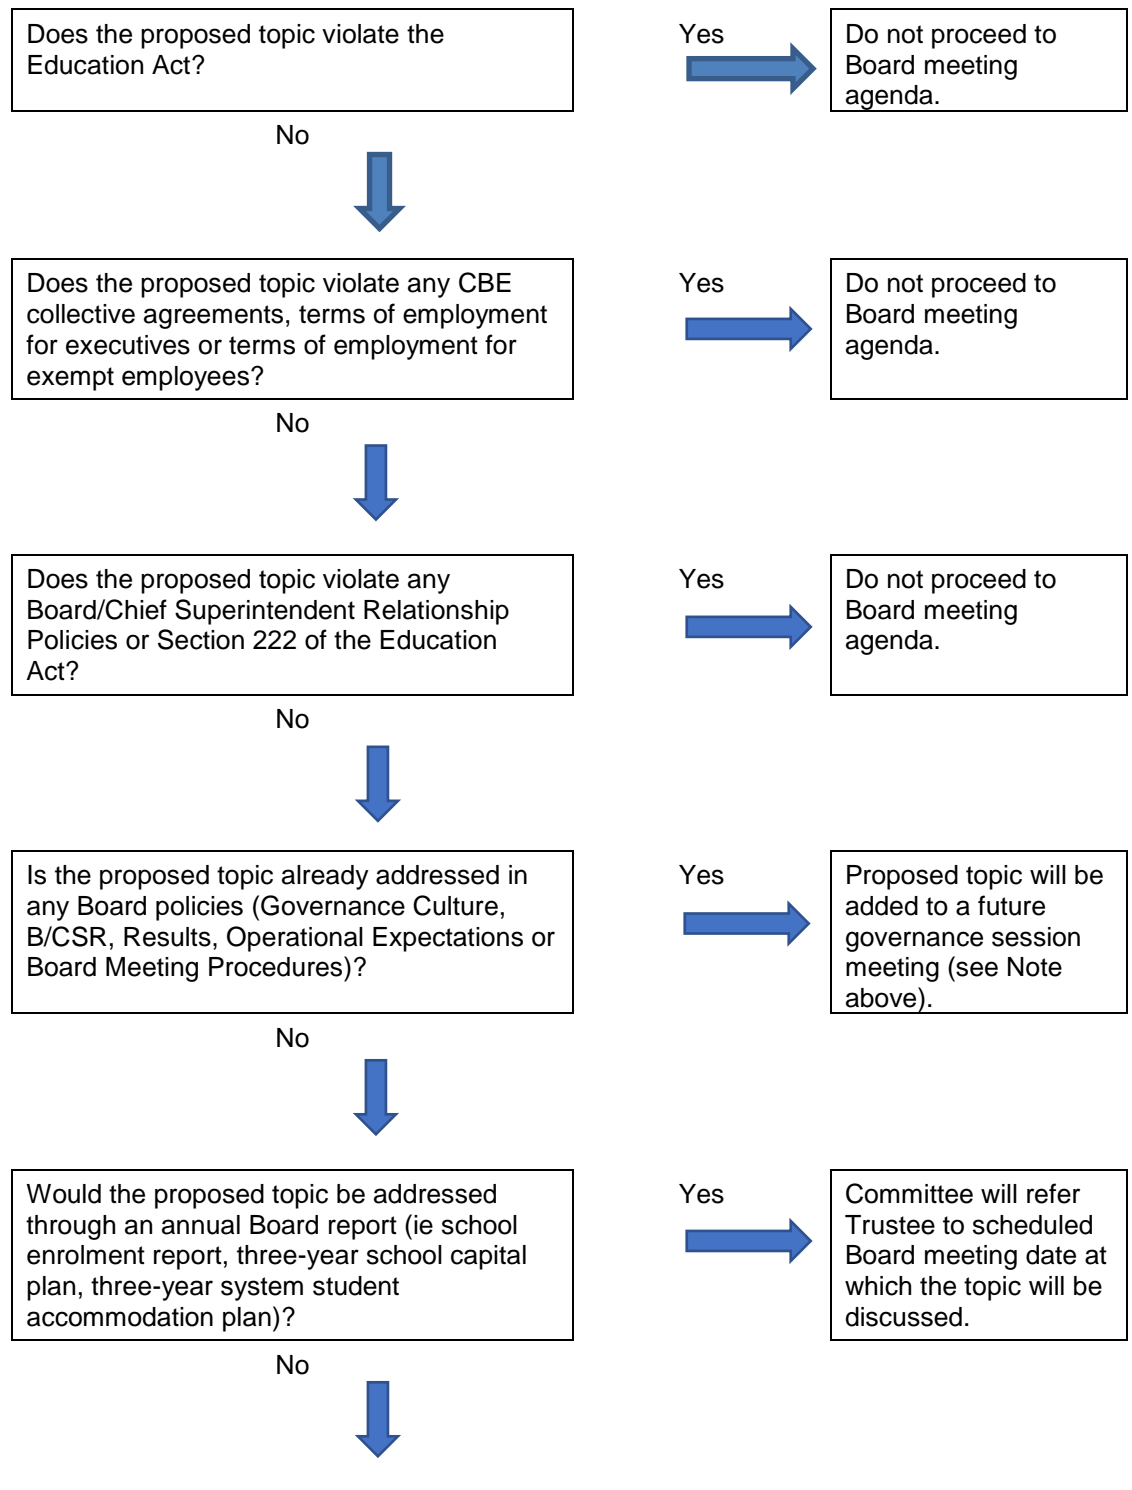 Does the proposed topic violate the
Education Act?
Yes
Do not proceed to
Board meeting
agenda.
No
Does the proposed topic violate any CBE
collective agreements, terms of employment
for executives or terms of employment for
exempt employees?
Yes
Do not proceed to
Board meeting
agenda.
No
Does the proposed topic violate any
Board/Chief Superintendent Relationship
Policies or Section 222 of the Education
Act?
Yes
Do not proceed to
Board meeting
agenda.
No
Is the proposed topic already addressed in
any Board policies (Governance Culture,
B/CSR, Results, Operational Expectations or
Board Meeting Procedures)?
Yes
Proposed topic will be
added to a future
governance session
meeting (see Note
above).
No
Would the proposed topic be addressed
through an annual Board report (ie school
enrolment report, three-year school capital
plan, three-year system student
accommodation plan)?
Yes
Committee will refer
Trustee to scheduled
Board meeting date at
which the topic will be
discussed.
No